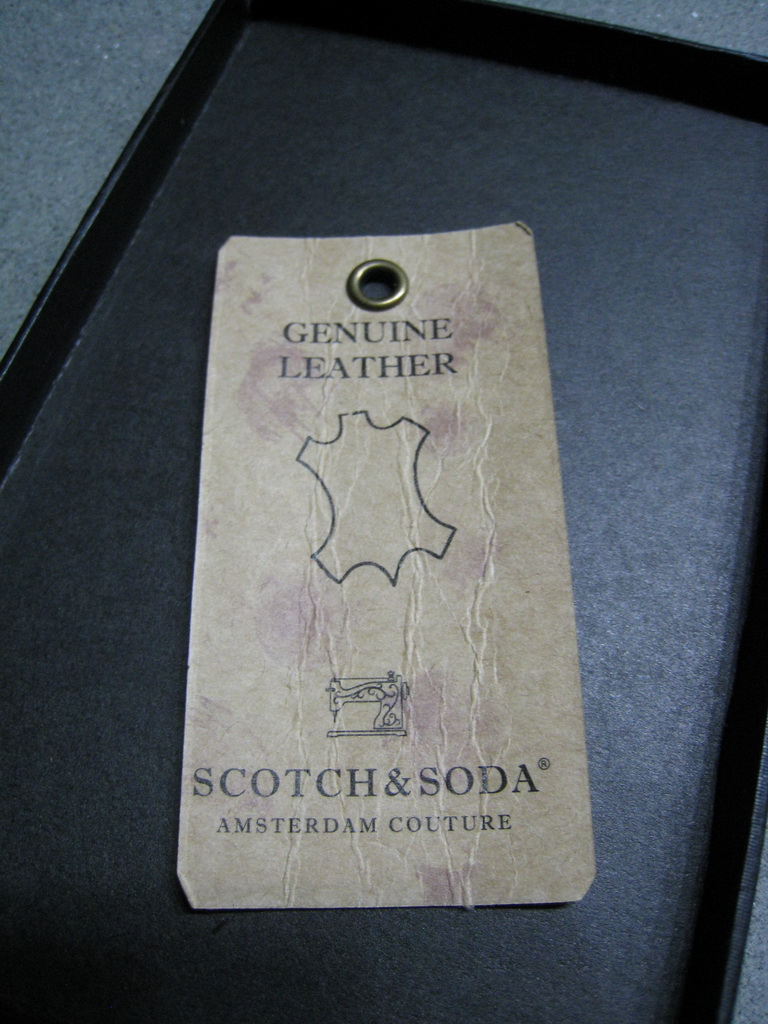 GENUINE
LEATHER
SCOTCH&SODA®
AMSTERDAM COUTURE